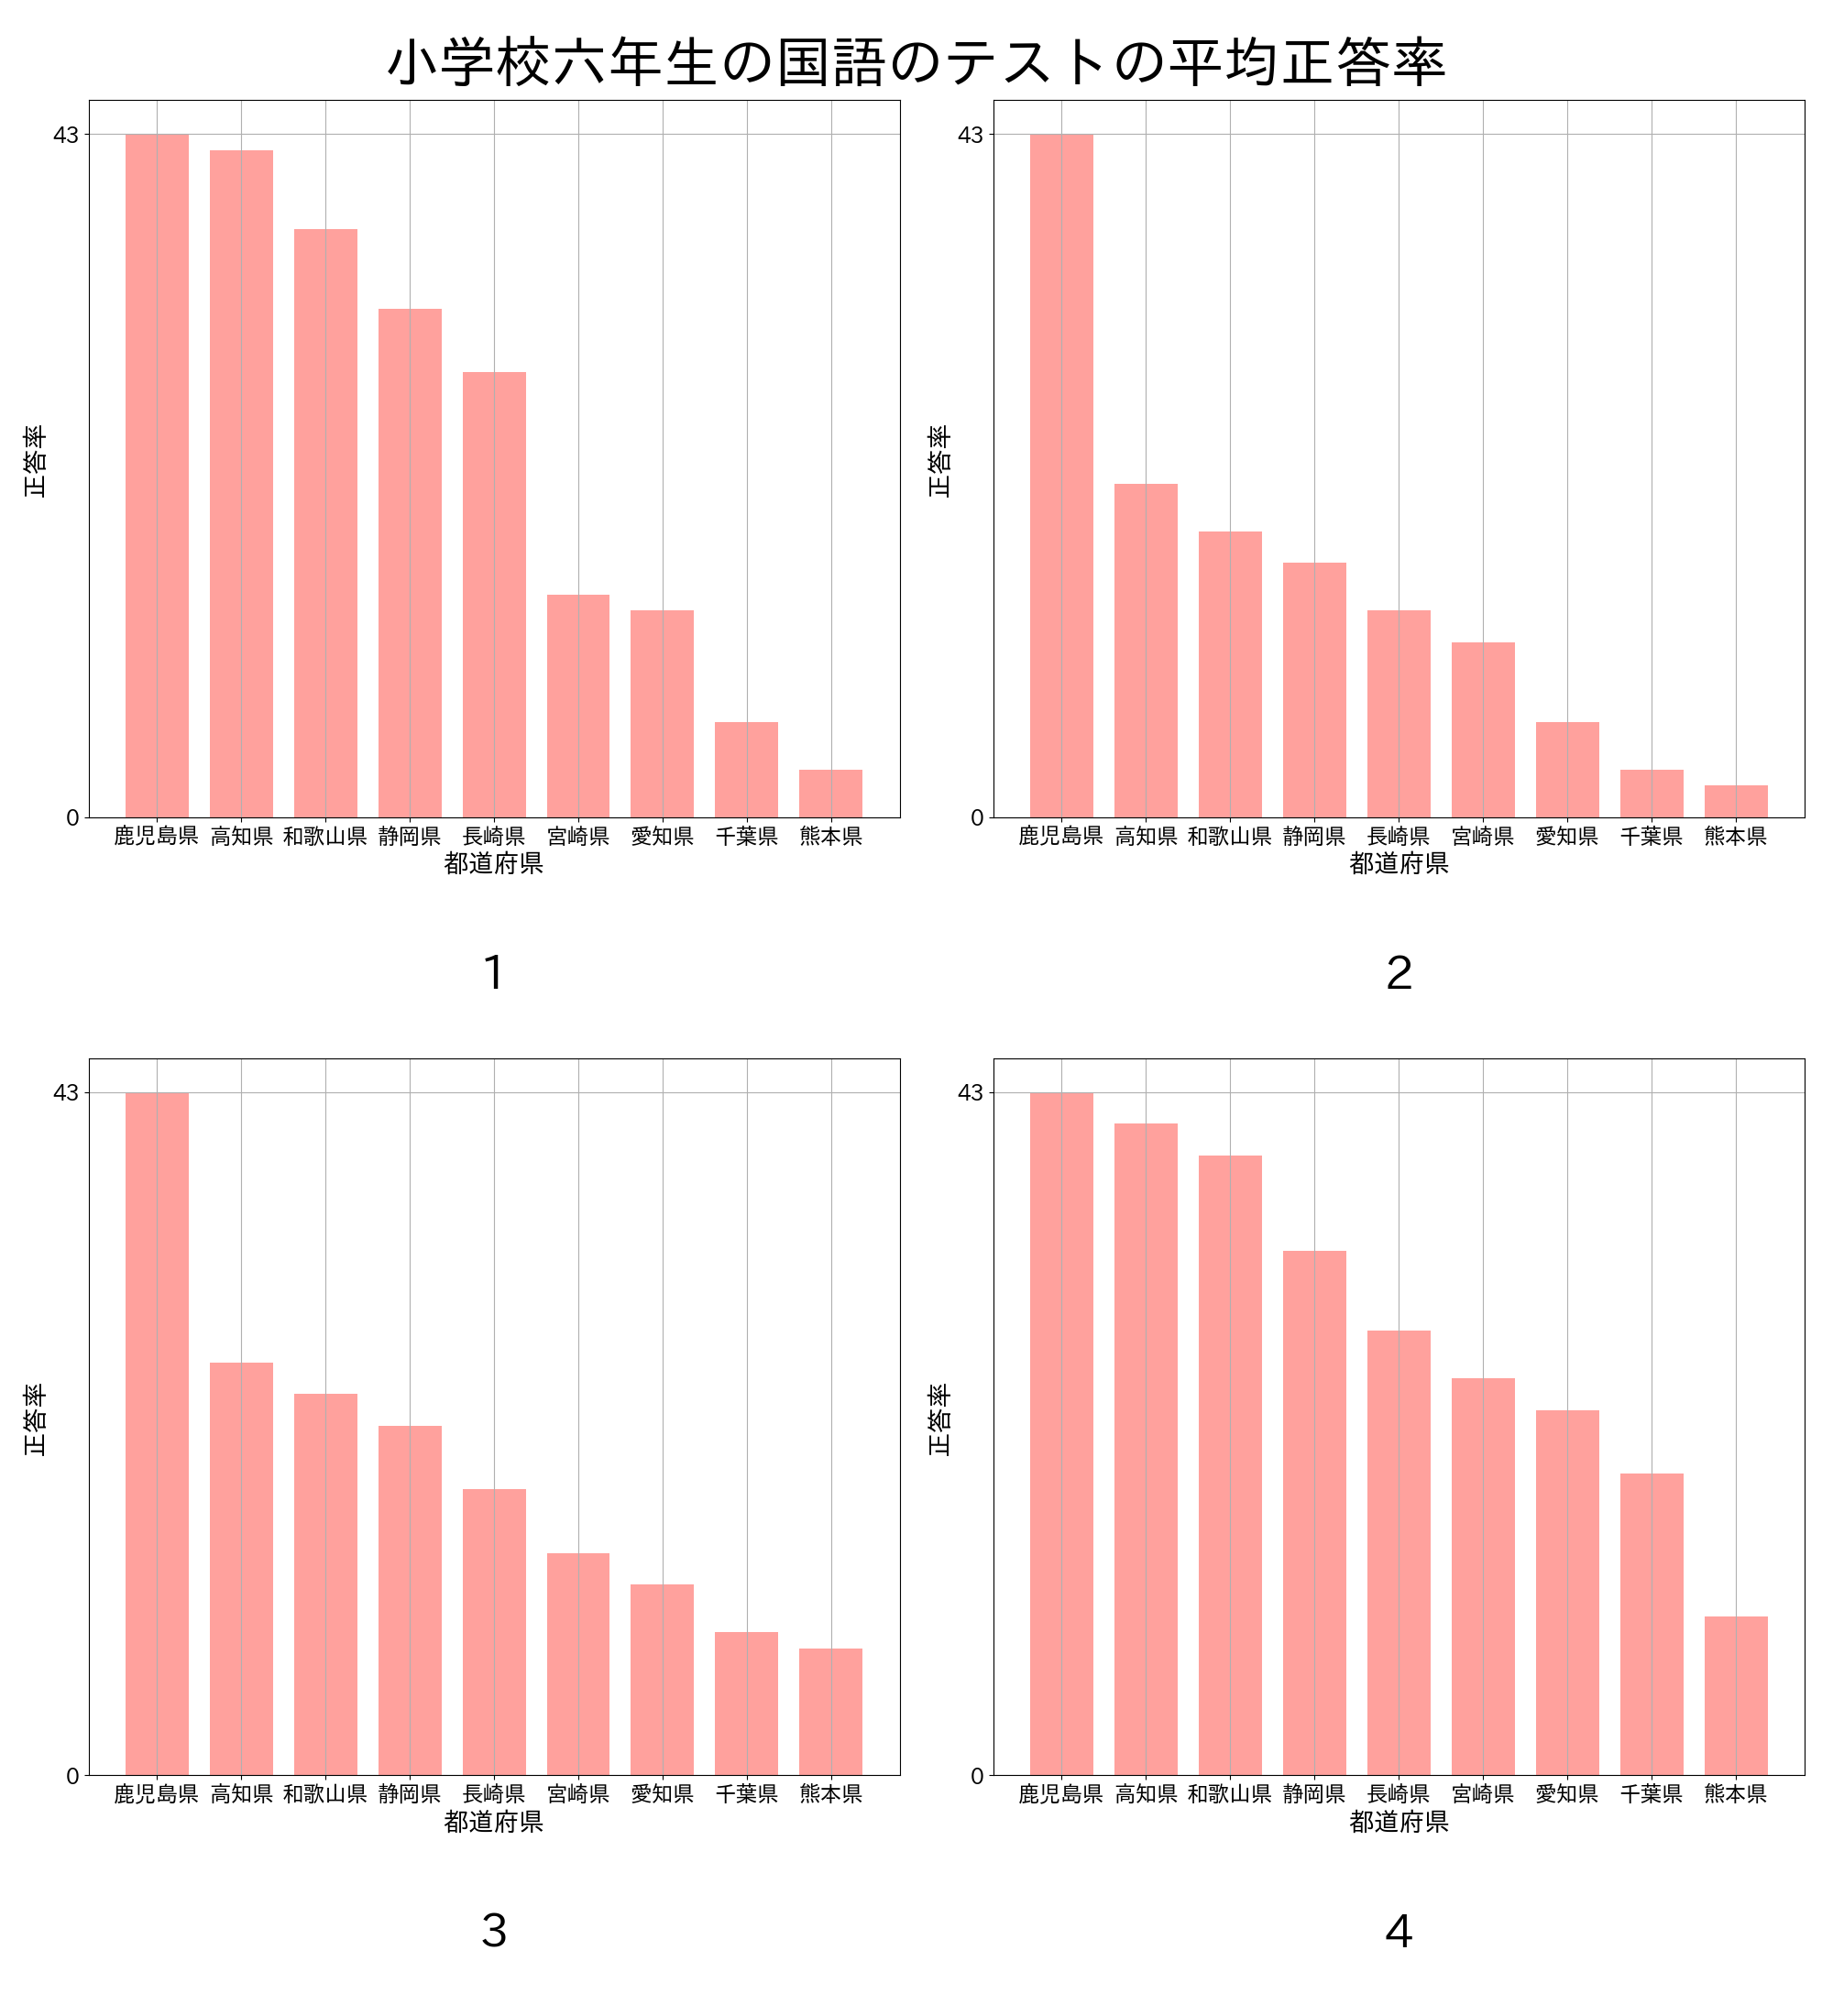 小学校六年生の国語のテストの平均正答率
43
0
正答率
鹿児島県 高知県 和歌山県 静岡県 長崎県 宮崎県 愛知県 千葉県 熊本県
都道府県
1
43
0
正答率
鹿児島県 高知県 和歌山県 静岡県 長崎県 宮崎県 愛知県 千葉県 熊本県
都道府県
2
43
0
正答率
鹿児島県 高知県 和歌山県 静岡県 長崎県 宮崎県 愛知県 千葉県 熊本県
都道府県
3
43
0
正答率
鹿児島県 高知県 和歌山県 静岡県 長崎県 宮崎県 愛知県 千葉県 熊本県
都道府県
4